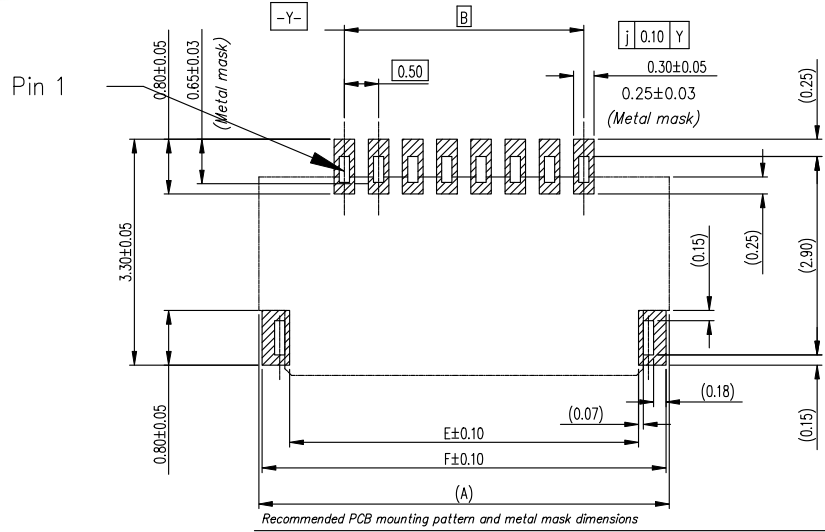 -Y-
B
j 0.10 Y
0.50
0.30±0.05
0.25±0.03
(Metal mask)
(0.25)
0.80±0.05
0.65±0.03
(Metal mask)
Pin 1
3.30±0.05
(0.15)
(0.25)
(2.90)
0.80±0.05
(0.18)
(0.07)
(0.15)
E±0.10
F±0.10
(A)
Recommended PCB mounting pattern and metal mask dimensions